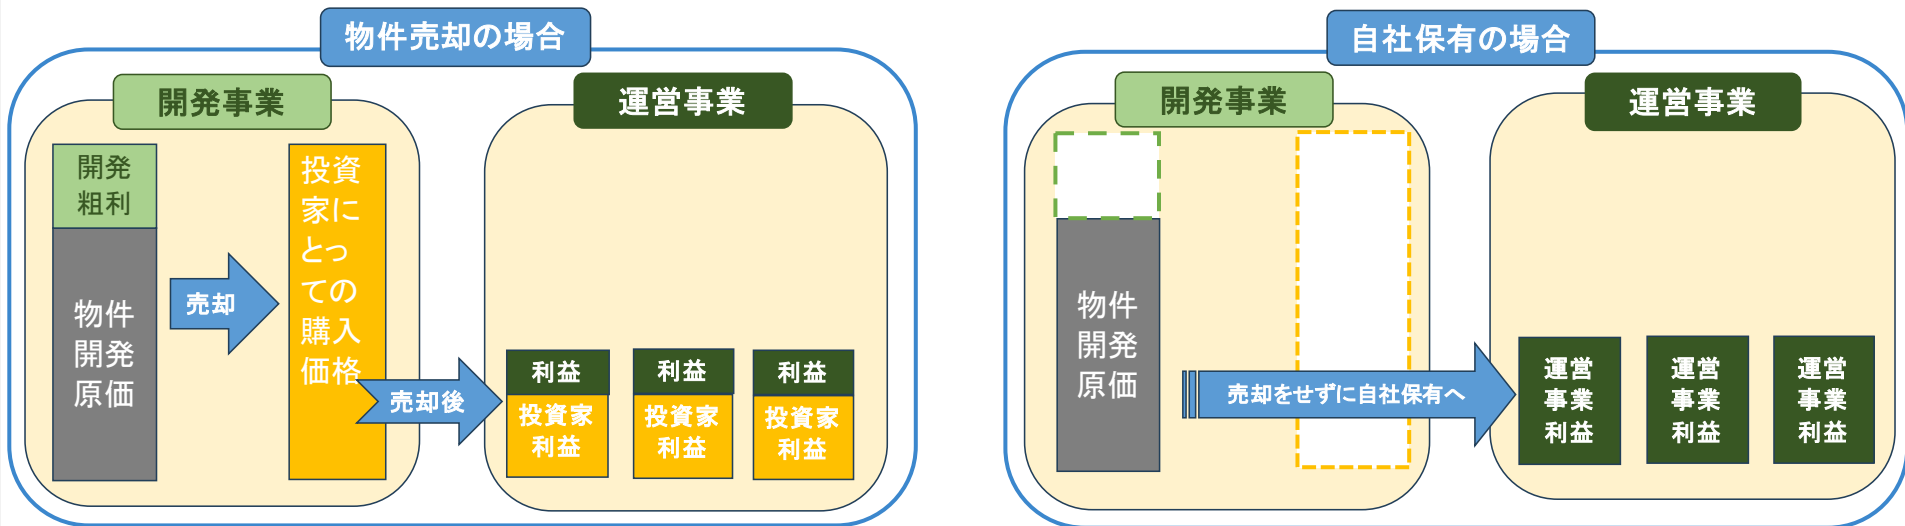 物件売却の場合
開発事業
開発
粗利
物件
開発
原価
売却
投資
家に
とっ
ての
購入
価格
売却後
運営事業
利益
投資家
利益
利益
投資家
利益
利益
投資家
利益
自社保有の場合
開発事業
物件
開発
原価
売却をせずに自社保有へ
運営事業
運営
事業
利益
運営
事業
利益
運営
事業
利益